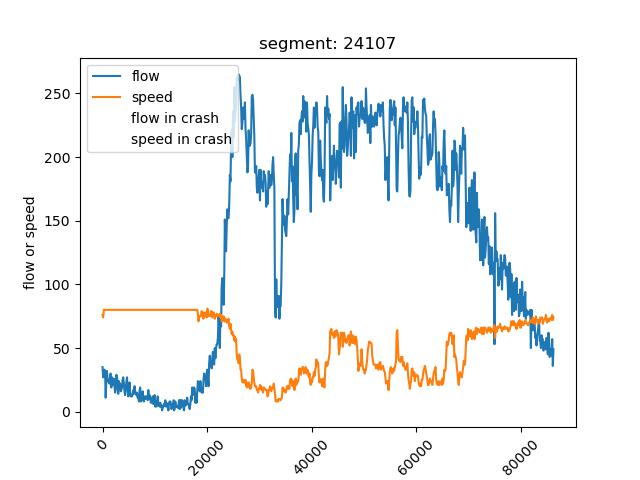 segment: 24107
flow
speed
flow in crash
speed in crash
flow or speed
250
200
150
100
50
0
0
20000
40000
60000
80000